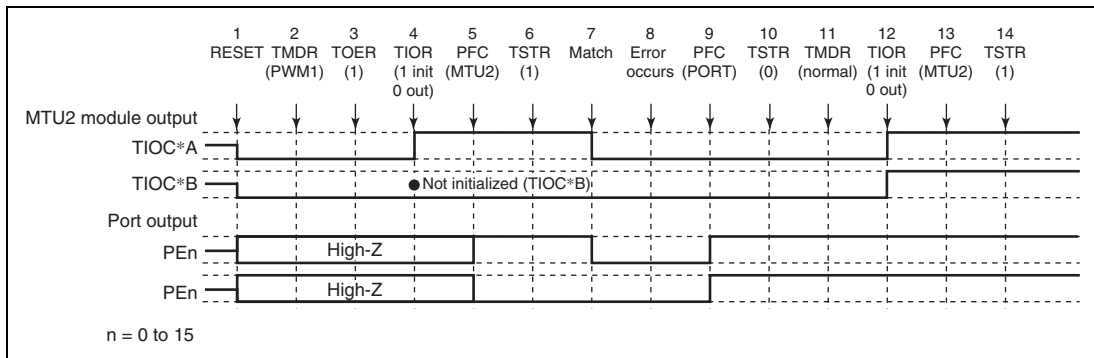 1 2 3 4 5 6 7 8 9 10 11 12 13 14
RESET TMDR TOER TIOR PFC TSTR Match Error PFC TSTR TMDR TIOR PFC TSTR
(PWM1) (1) (1 init (MTU2) (1) occurs (PORT) (0) (normal) (1 init (MTU2) (1)
0 out) 0 out)
MTU2 module output
TIOC*A
TIOC*B ● Not initialized (TIOC*B)
Port output
PEn High-Z
PEn High-Z
n = 0 to 15